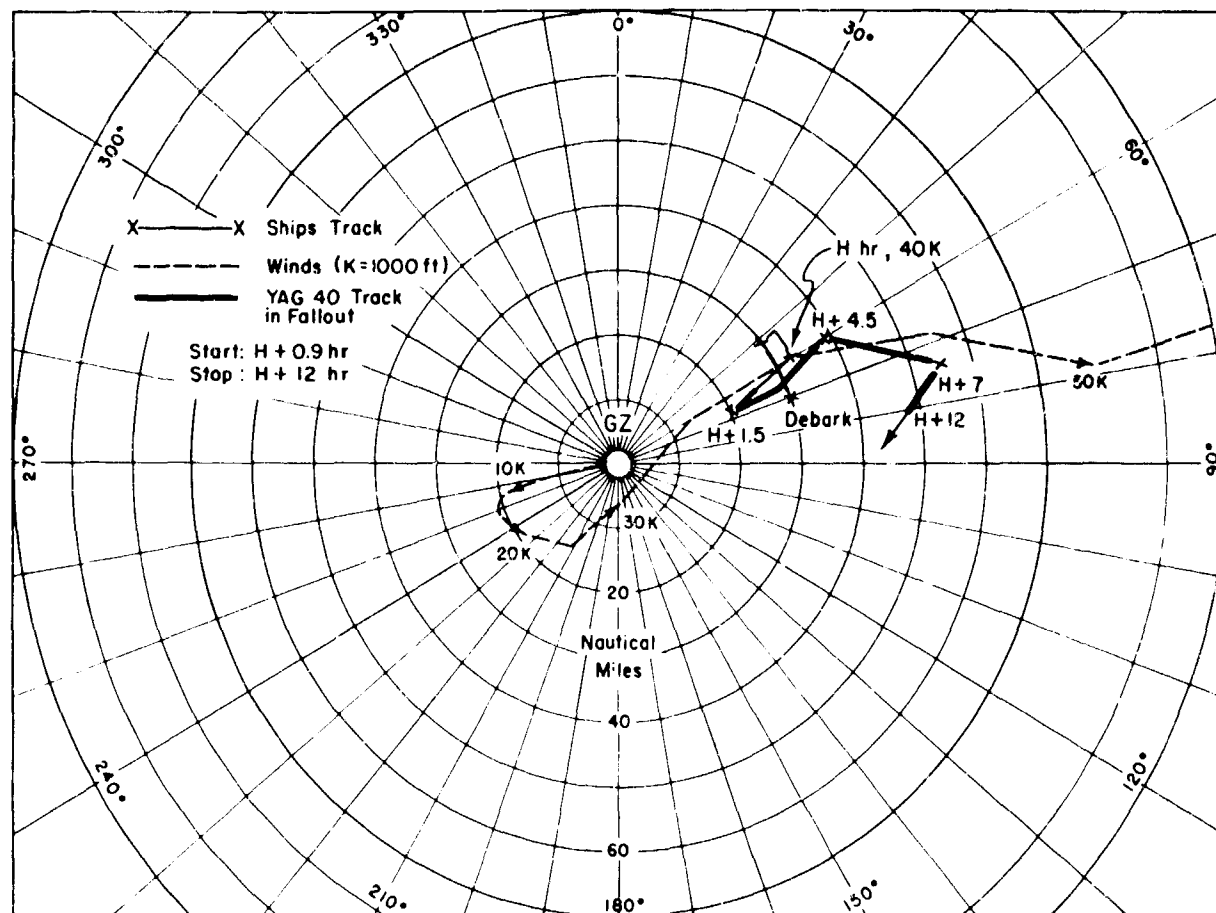 0°
330°
30°
300°
60°
X——X Ships Track
Winds (K=1000 ft)
YAG 40 Track
in Fallout
Start: H + 0.9 hr
Stop : H + 12 hr
H hr , 40K
H + 4.5
50K
H + 7
H + 12
Debark
H + 1.5
GZ
270°
90°
10K
20K
30K
20
Nautical
Miles
40
60
240°
120°
210°
150°
180°